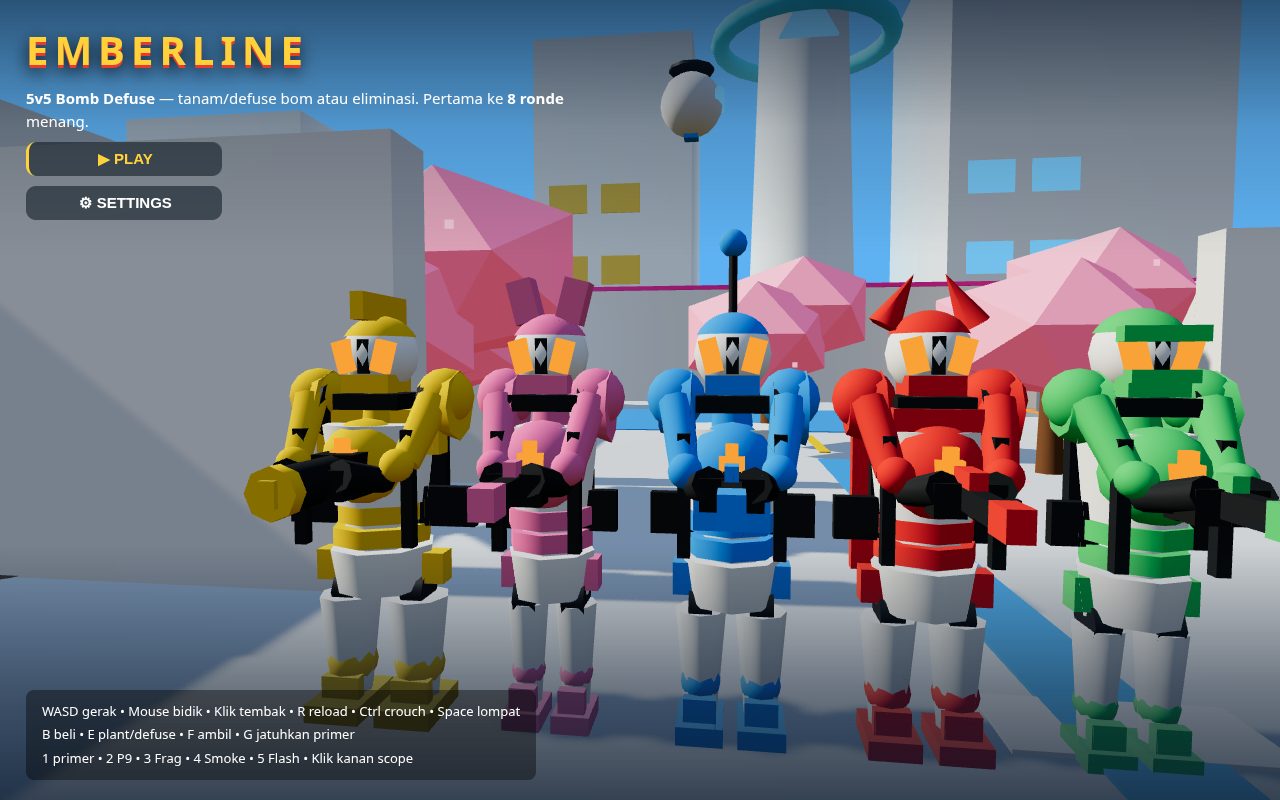 EMBERLINE
5v5 Bomb Defuse — tanam/defuse bom atau eliminasi. Pertama ke 8 ronde
menang.
▶ PLAY
⚙ SETTINGS
WASD gerak • Mouse bidik • Klik tembak • R reload • Ctrl crouch • Space lompat
B beli • E plant/defuse • F ambil • G jatuhkan primer
1 primer • 2 P9 • 3 Frag • 4 Smoke • 5 Flash • Klik kanan scope